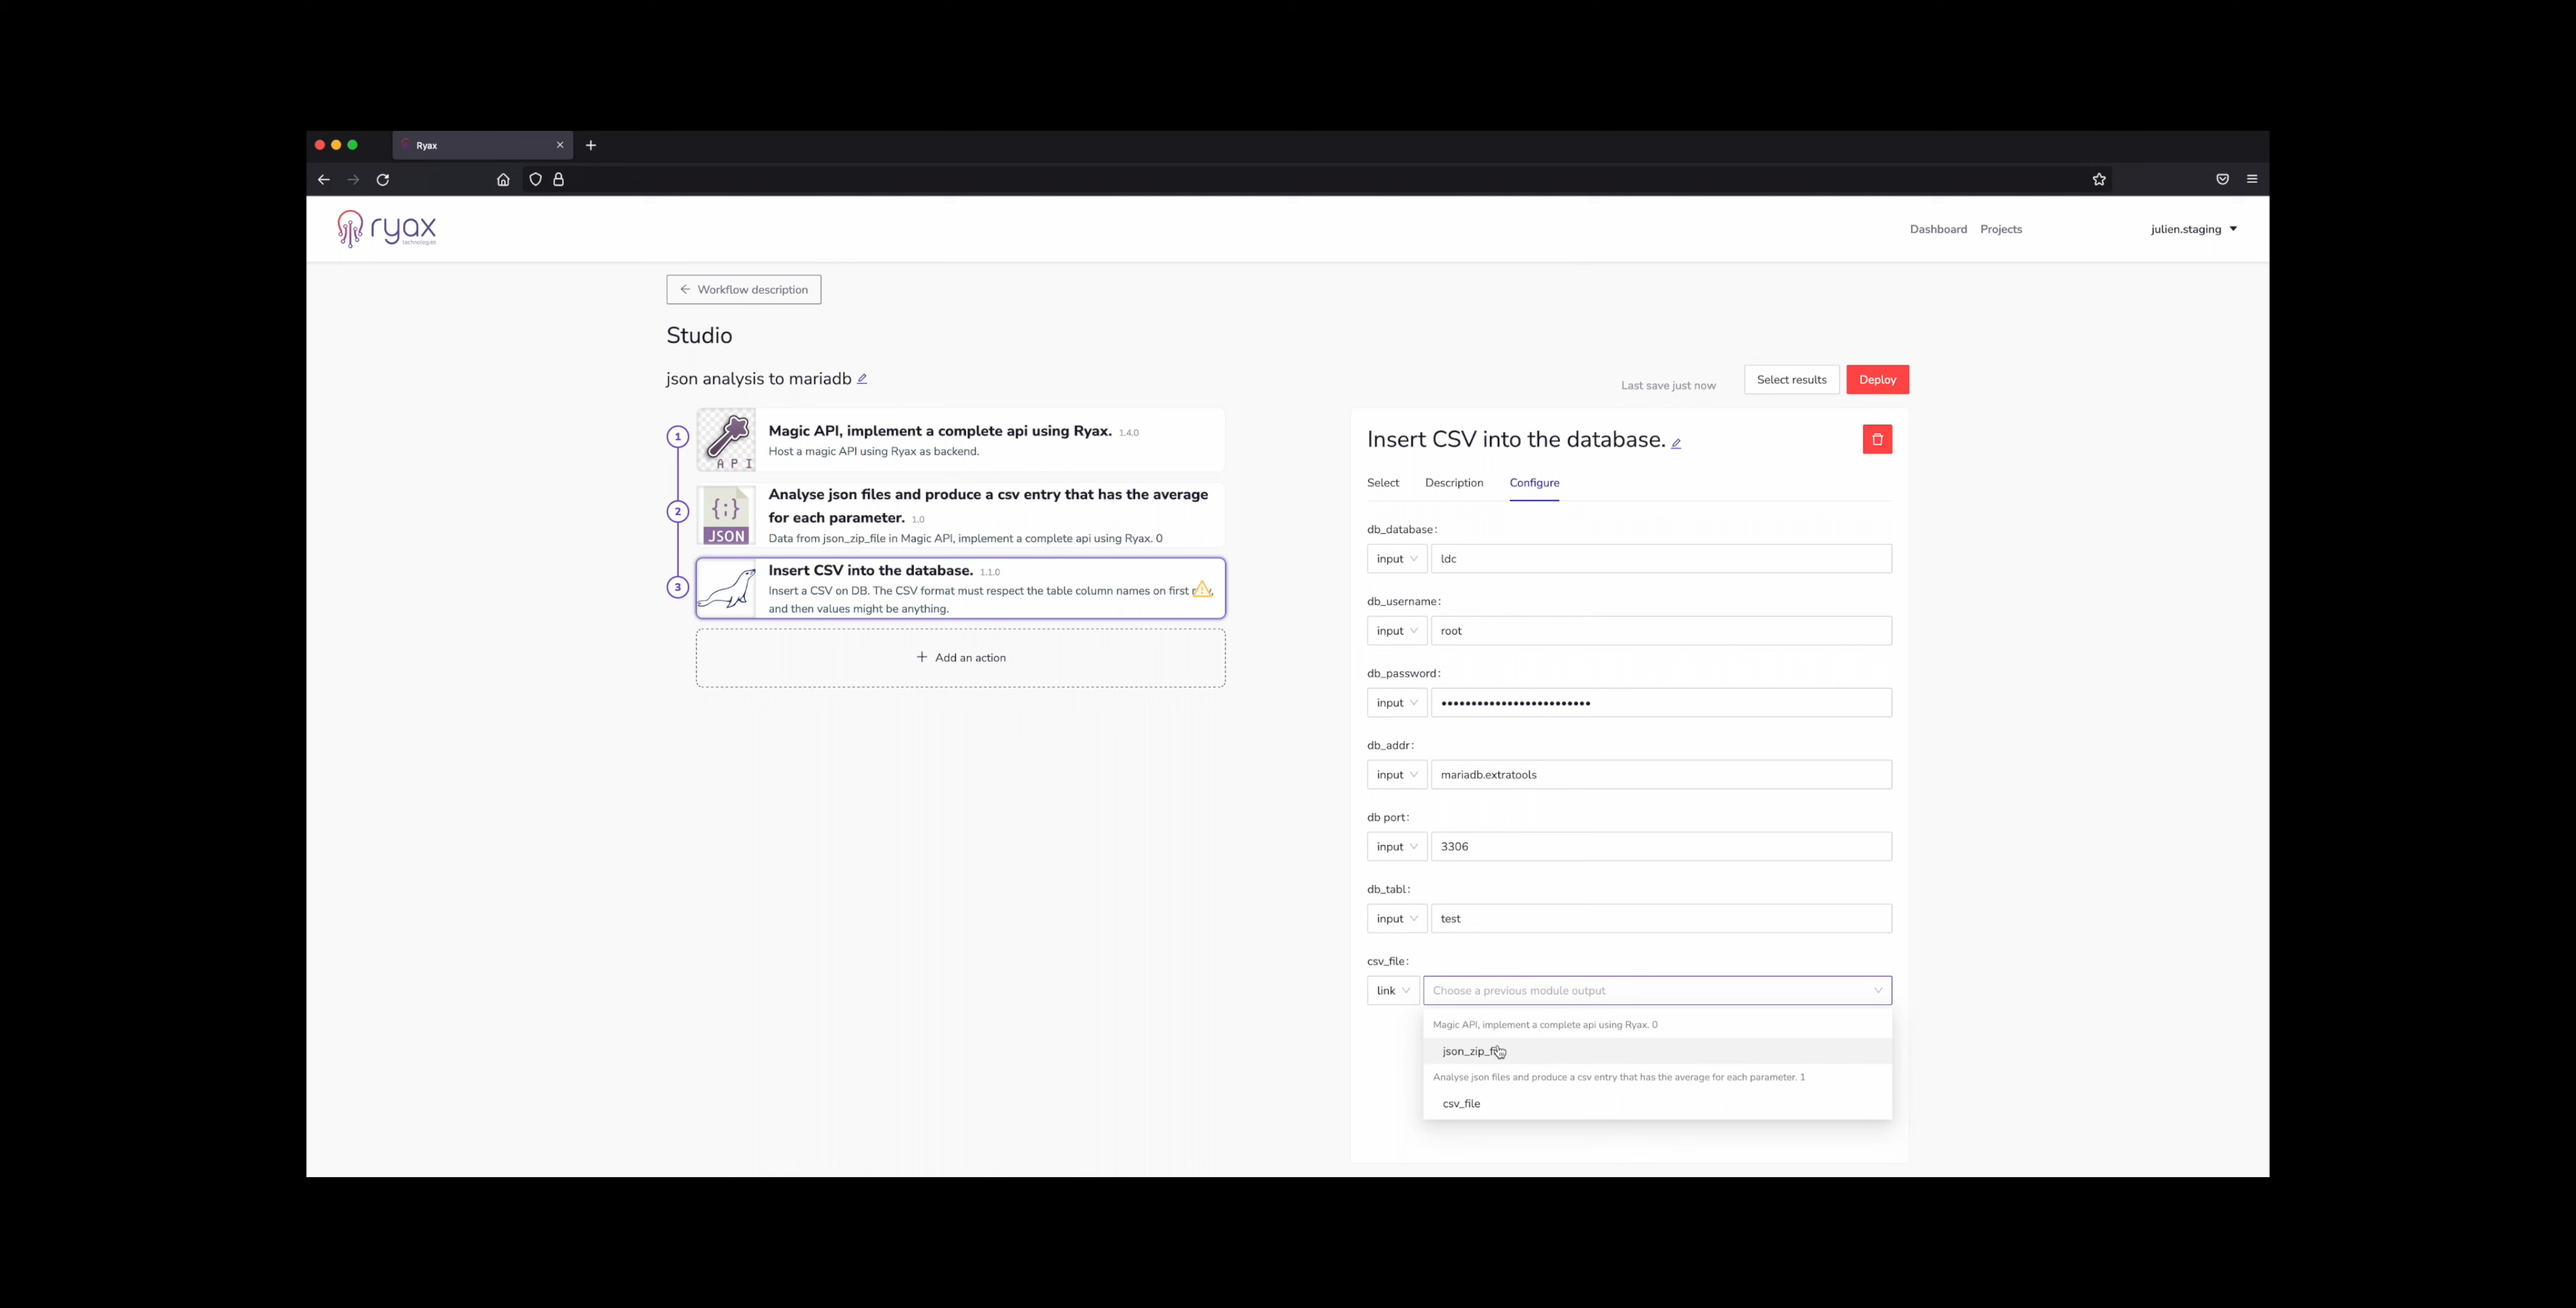 Ryax
ryax
technologies
Dashboard Projects julien.staging
Workflow description
Studio
json analysis to mariadb
Last save just now Select results Deploy
1
API
Magic API, implement a complete api using Ryax. 1.4.0
Host a magic API using Ryax as backend.
2
{;}
JSON
Analyse json files and produce a csv entry that has the average
for each parameter. 1.0
Data from json_zip_file in Magic API, implement a complete api using Ryax. 0
3
Insert CSV into the database. 1.1.0
Insert a CSV on DB. The CSV format must respect the table column names on first
and then values might be anything.
+ Add an action
Insert CSV into the database.
Select Description Configure
db_database:
input ldc
db_username:
input root
db_password:
input •••••••••••••••••••••••••
db_addr:
input mariadb.extratools
db port:
input 3306
db_tabl:
input test
csv_file:
link Choose a previous module output
Magic API, implement a complete api using Ryax. 0
json_zip_file
Analyse json files and produce a csv entry that has the average for each parameter. 1
csv_file